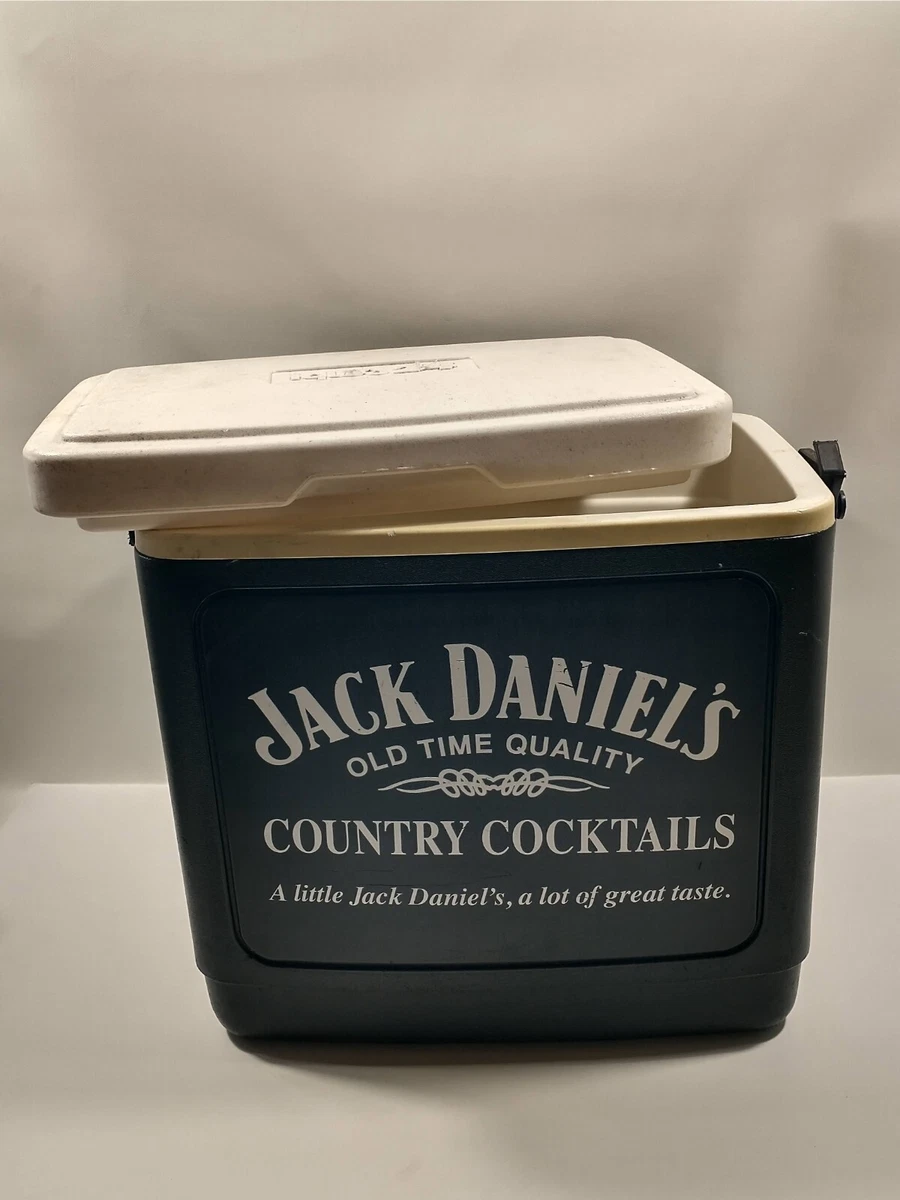 JACK DANIEL'S
OLD TIME QUALITY
COUNTRY COCKTAILS
A little Jack Daniel's, a lot of great taste.